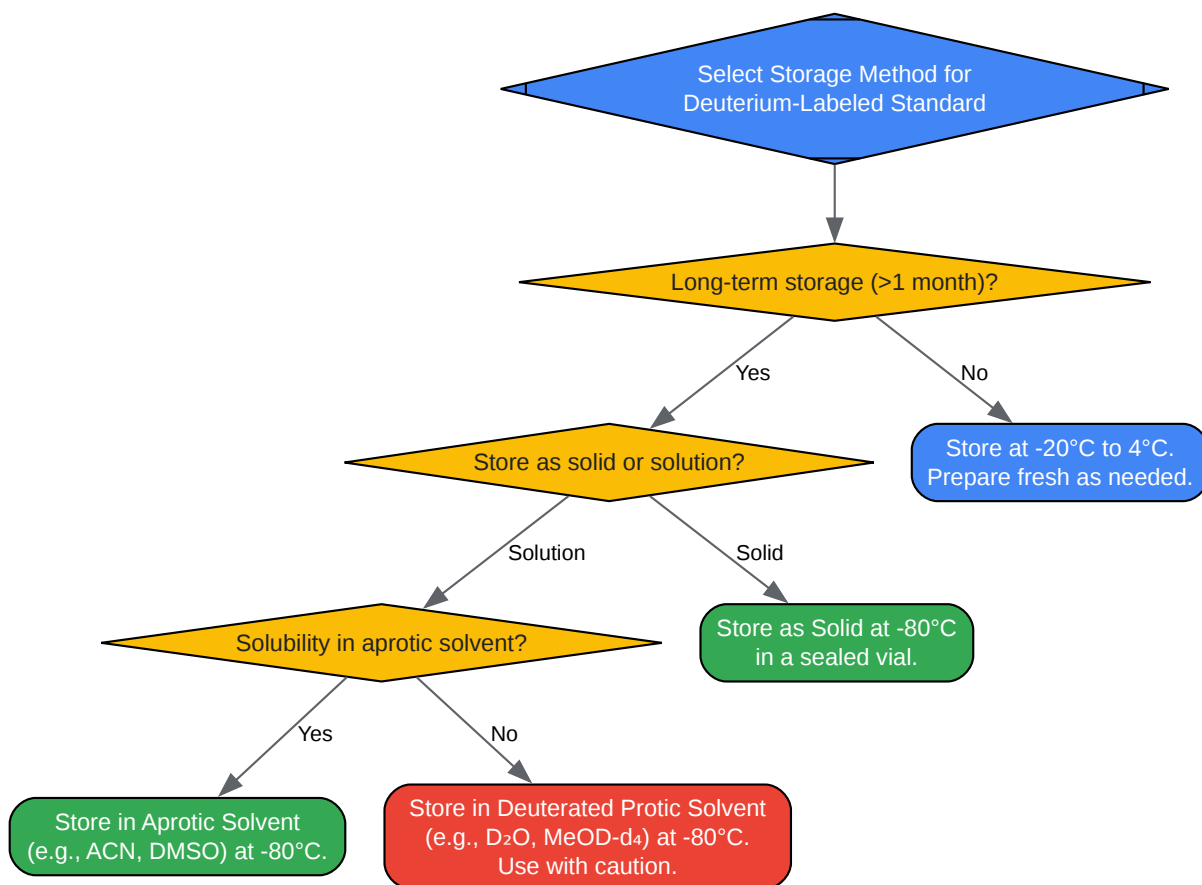 Select Storage Method for
Deuterium-Labeled Standard
Long-term storage (>1 month)?
Yes
No
Store as solid or solution?
Store at -20°C to 4°C.
Prepare fresh as needed.
Solution
Solid
Solubility in aprotic solvent?
Store as Solid at -80°C
in a sealed vial.
Yes
No
Store in Aprotic Solvent
(e.g., ACN, DMSO) at -80°C.
Store in Deuterated Protic Solvent
(e.g., D₂O, MeOD-d₄) at -80°C.
Use with caution.